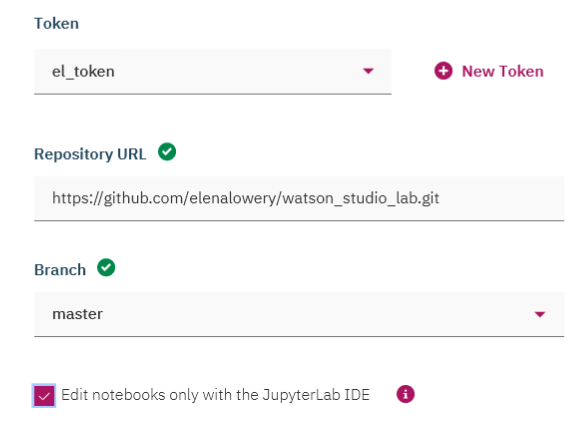 Token
el_token
New Token
Repository URL
https://github.com/elenalowery/watson_studio_lab.git
Branch
master
Edit notebooks only with the JupyterLab IDE